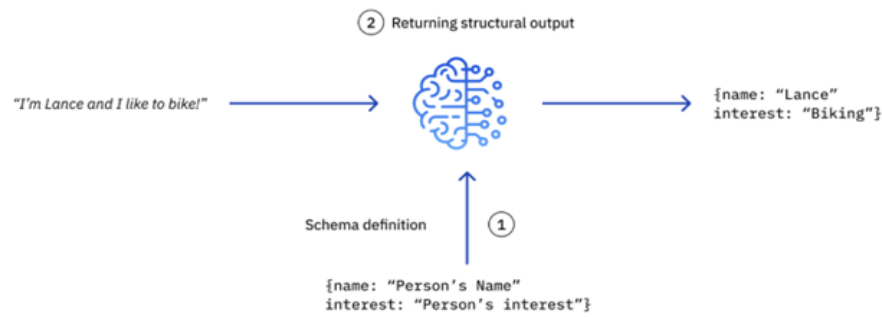 2 Returning structural output
“I’m Lance and I like to bike!”
{name: “Lance”
interest: “Biking”}
Schema definition 1
{name: “Person’s Name”
interest: “Person’s interest”}